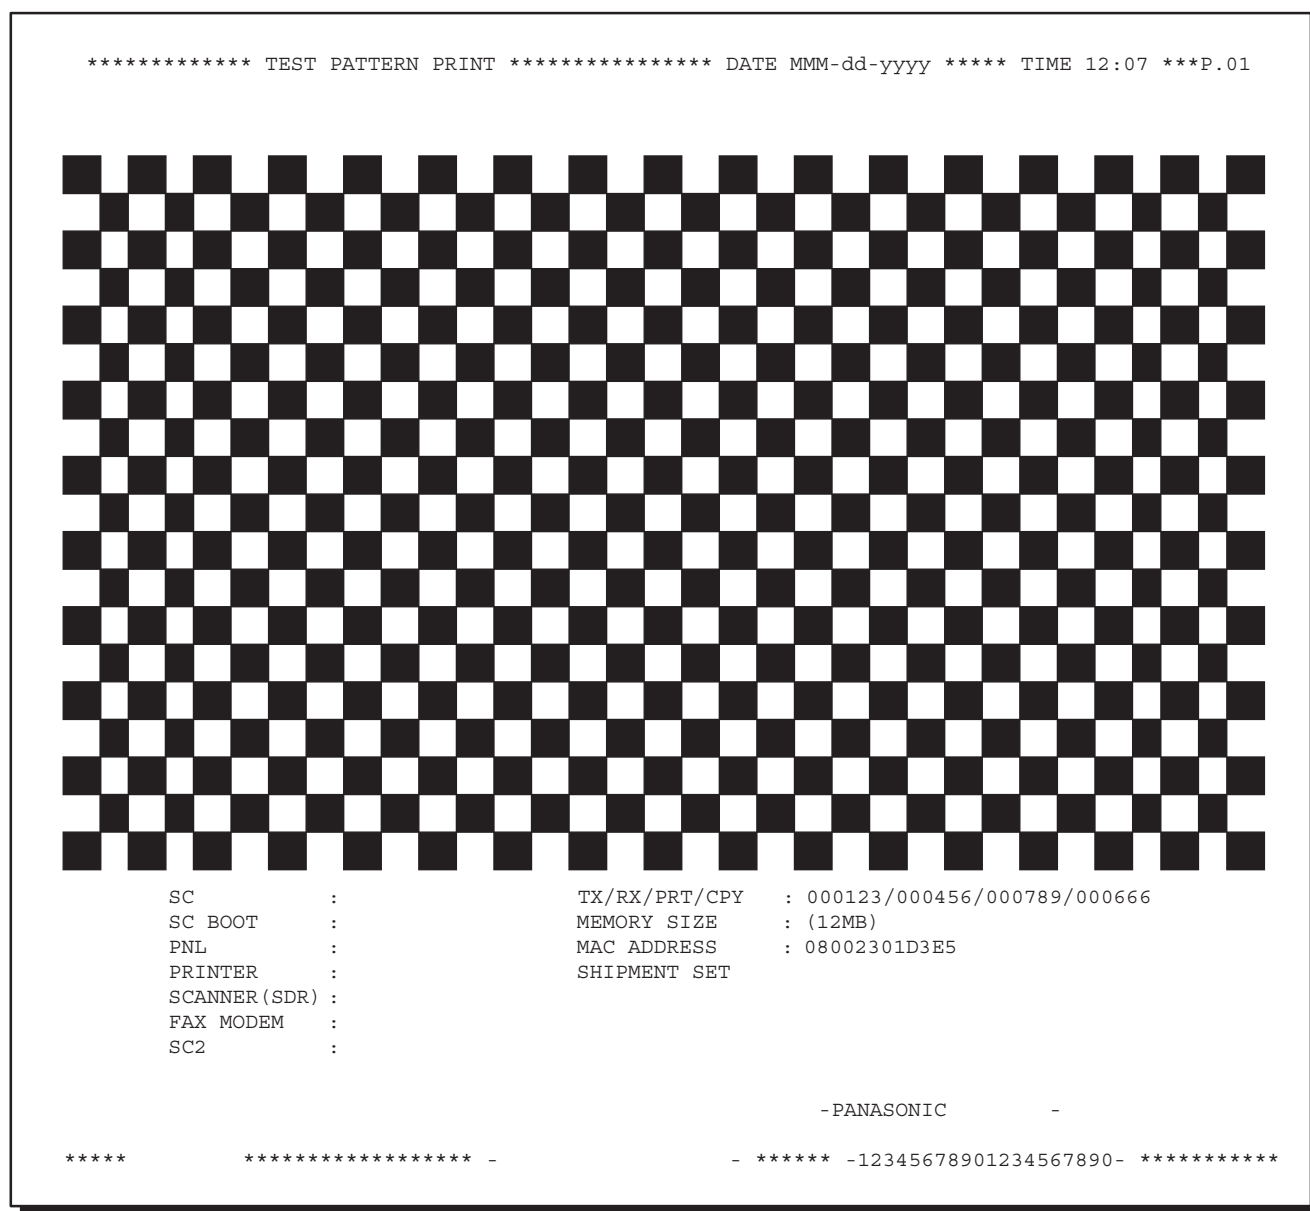 ************* TEST PATTERN PRINT **************** DATE MMM-dd-yyyy ***** TIME 12:07 ***P.01
SC : TX/RX/PRT/CPY : 000123/000456/000789/000666
SC BOOT : MEMORY SIZE : (12MB)
PNL : MAC ADDRESS : 08002301D3E5
PRINTER : SHIPMENT SET
SCANNER(SDR) :
FAX MODEM :
SC2 :
-PANASONIC -
***** ****************** - - ****** -12345678901234567890- ***********